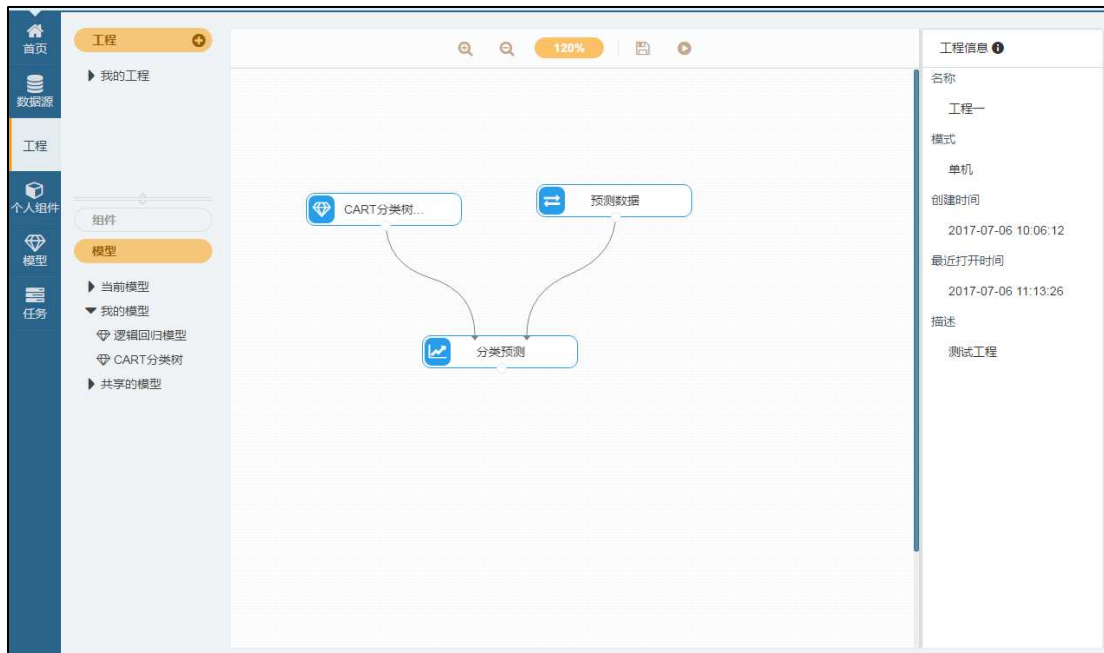 首页
数据源
工程
个人组件
模型
任务
工程
我的工程
组件
模型
当前模型
我的模型
逻辑回归模型
CART分类树
共享的模型
120%
CART分类树...
预测数据
分类预测
工程信息
名称
工程一
模式
单机
创建时间
2017-07-06 10:06:12
最近打开时间
2017-07-06 11:13:26
描述
测试工程